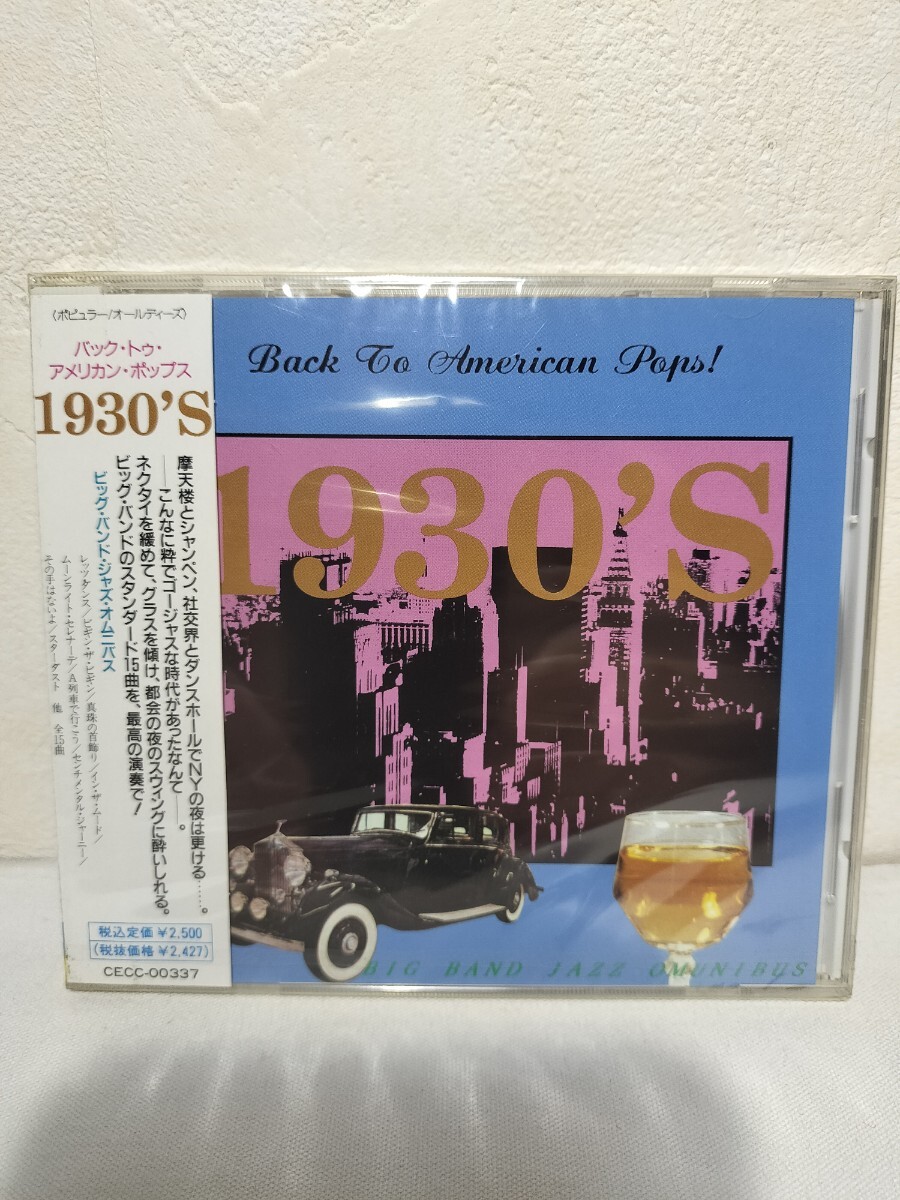 〈ポピュラー/オールディーズ〉
バック・トゥ・
アメリカン・ポップス
1930'S
摩天楼とシャンペン、社交界とダンスホールでNYの夜は更ける……。
──こんなに粋でゴージャスな時代があったなんて──。
ネクタイを緩めて、グラスを傾け、都会の夜のスウィングに酔いしれる。
ビッグ・バンドのスタンダード15曲を、最高の演奏で!
ビッグ・バンド・ジャズ・オムニバス
レッツ・ダンス/ビギン・ザ・ビギン/真珠の首飾り/イン・ザ・ムード/
ムーンライト・セレナーデ/A列車で行こう/センチメンタル・ジャーニー/
その手はないよ/スターダスト 他 全15曲
税込定価¥2,500
(税抜価格¥2,427)
CECC-00337
Back To American Pops!
1930'S
BIG BAND JAZZ OMUNIBUS